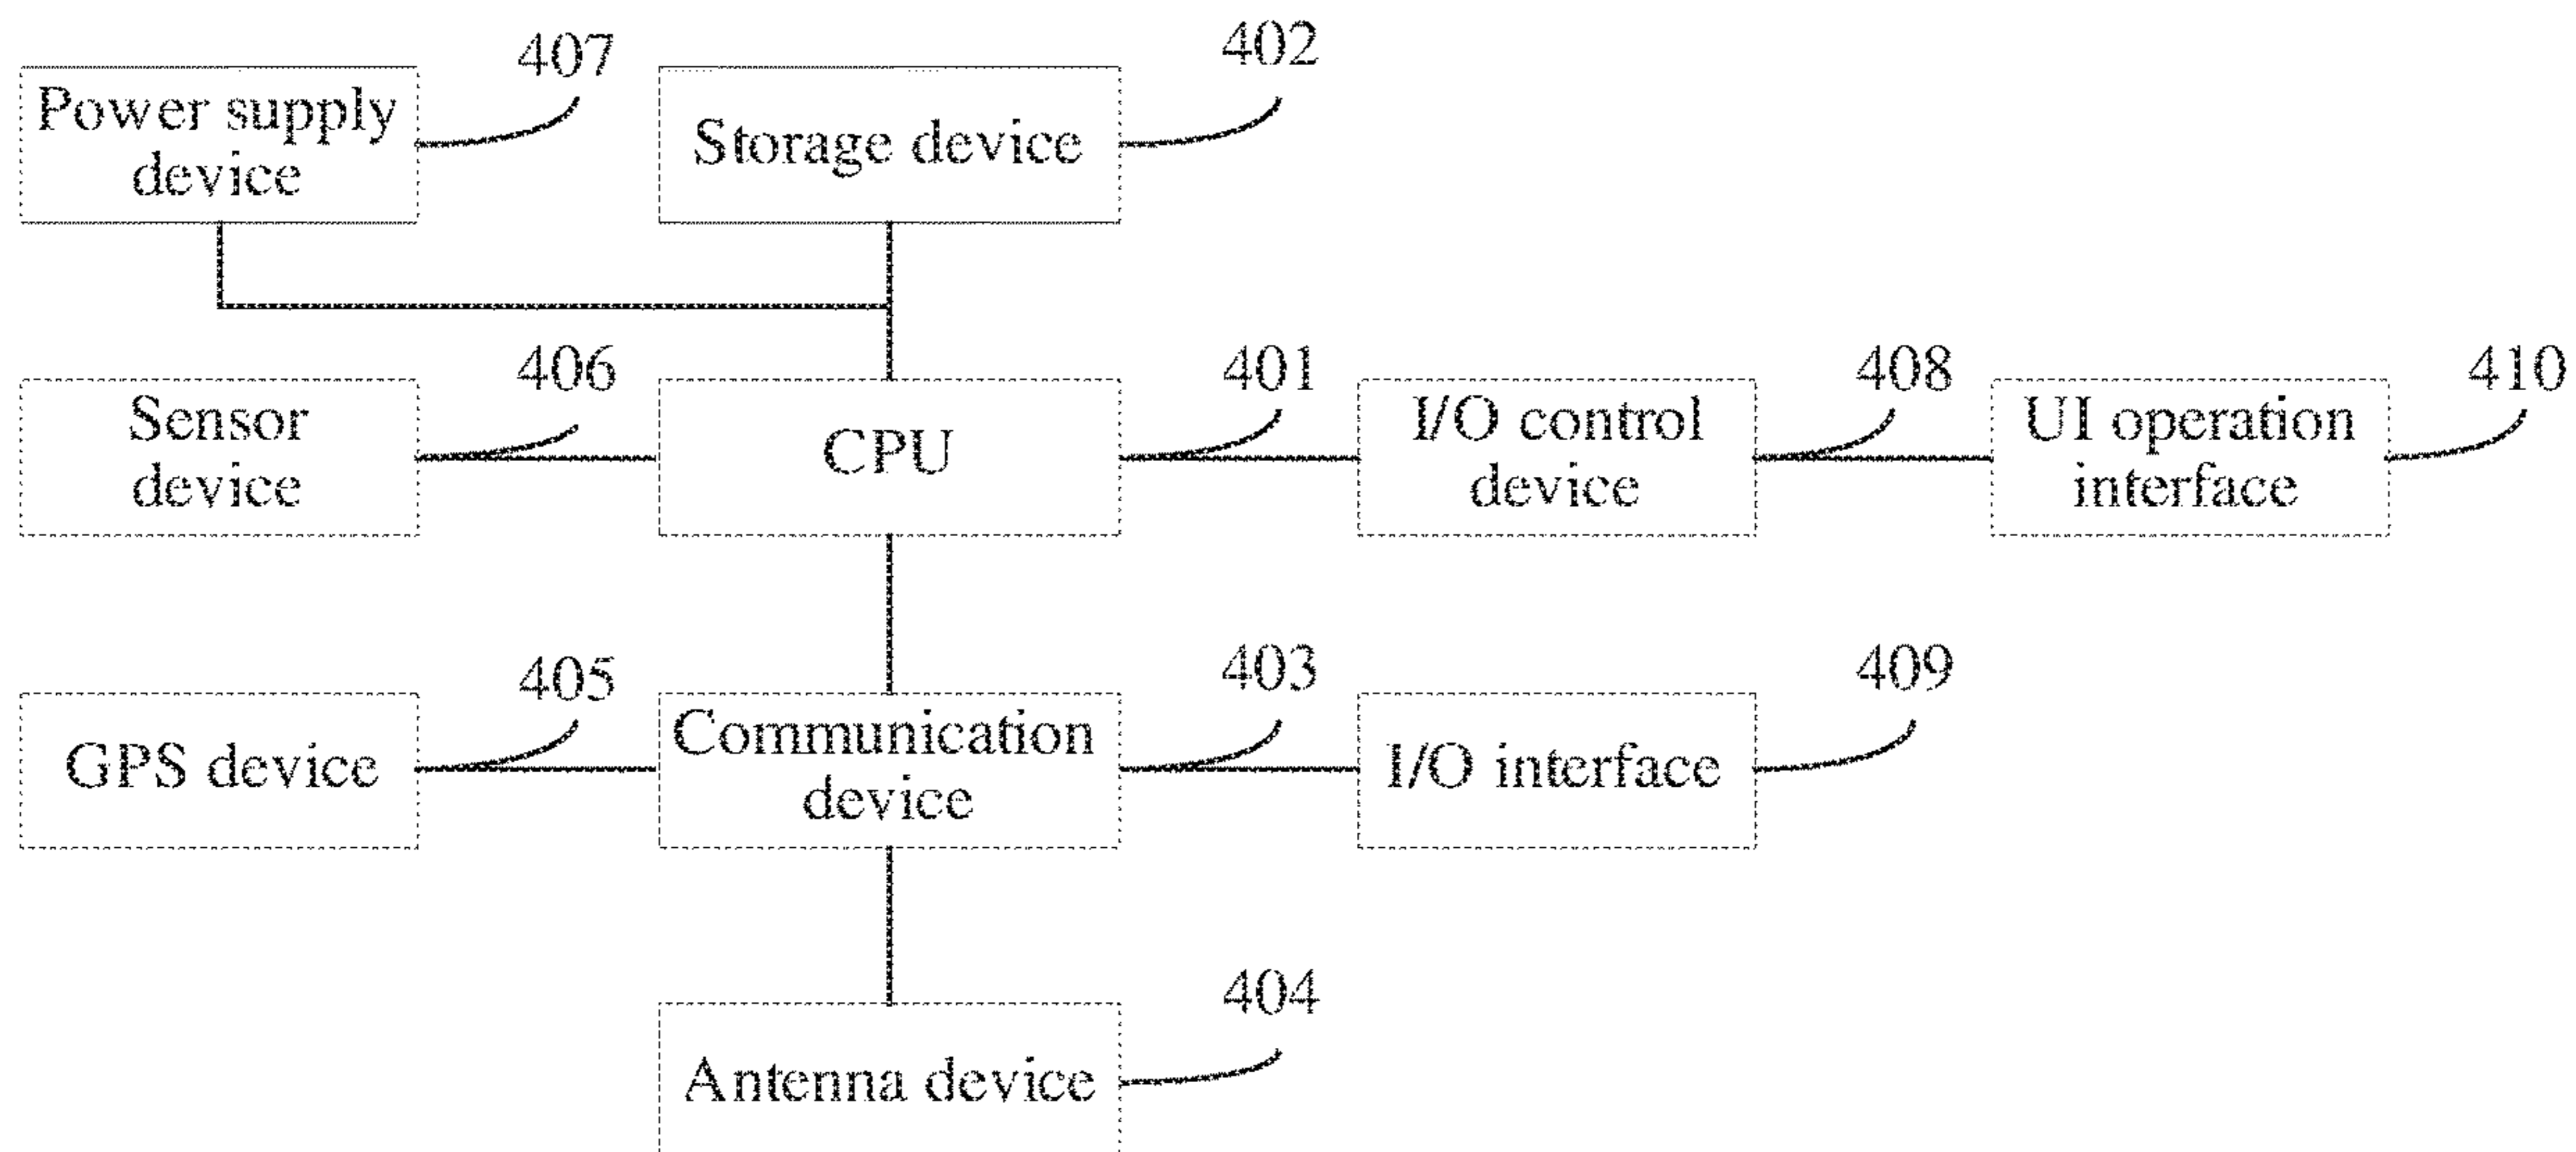 407
402
Power supply
device
Storage device
406
401
408
410
Sensor
device
CPU
I/O control
device
UI operation
interface
405
403
409
GPS device
Communication
device
I/O interface
404
Antenna device